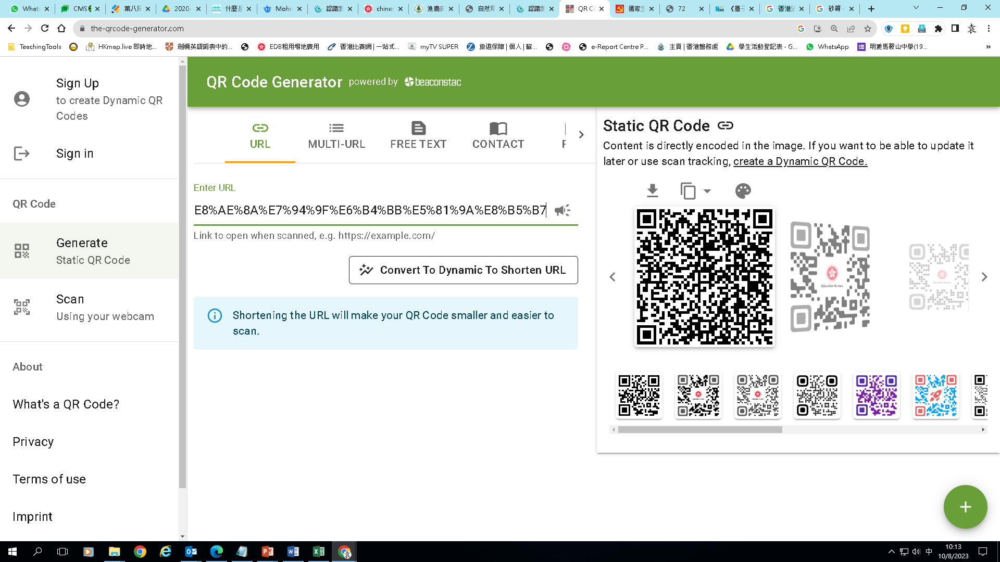 Whats
CMS
第八屆
2020-
什麼是
Mohis
認識
chines
漁農自
自然
認識
QR Co
儒家
72
《墨子
香港
砂磚 -
the-qrcode-generator.com
TeachingTools
HKmap.live 即時地...
劍橋英語詞典中的...
EDB租用場地費用
香港比賽網 | 一站式...
myTV SUPER
旅遊保障 | 個人 | 蘇...
e-Report Centre P...
主頁 | 香港警務處
學生活動登記表 - G...
WhatsApp
明愛馬鞍山中學(19...
»
Sign Up
to create Dynamic QR
Codes
Sign in
QR Code
Generate
Static QR Code
Scan
Using your webcam
About
What's a QR Code?
Privacy
Terms of use
Imprint
QR Code Generator powered by beaconstac
URL
MULTI-URL
FREE TEXT
CONTACT
Enter URL
E8%AE%8A%E7%94%9F%E6%B4%BB%E5%81%9A%E8%B5%B7
Link to open when scanned, e.g. https://example.com/
Convert To Dynamic To Shorten URL
Shortening the URL will make your QR Code smaller and easier to
scan.
Static QR Code
Content is directly encoded in the image. If you want to be able to update it
later or use scan tracking, create a Dynamic QR Code.
Education Bureau
中
10:13
10/8/2023